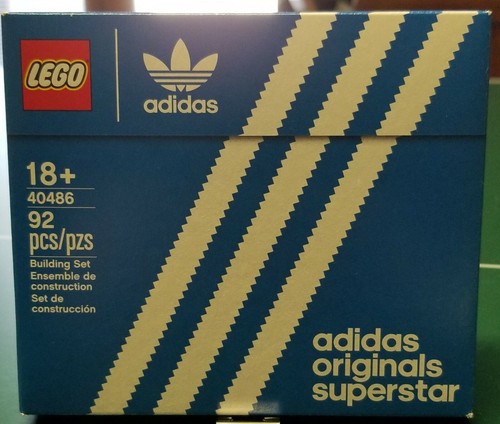 LEGO
adidas
18+
40486
92
pcs/pzs
Building Set
Ensemble de
construction
Set de
construcción
adidas
originals
superstar